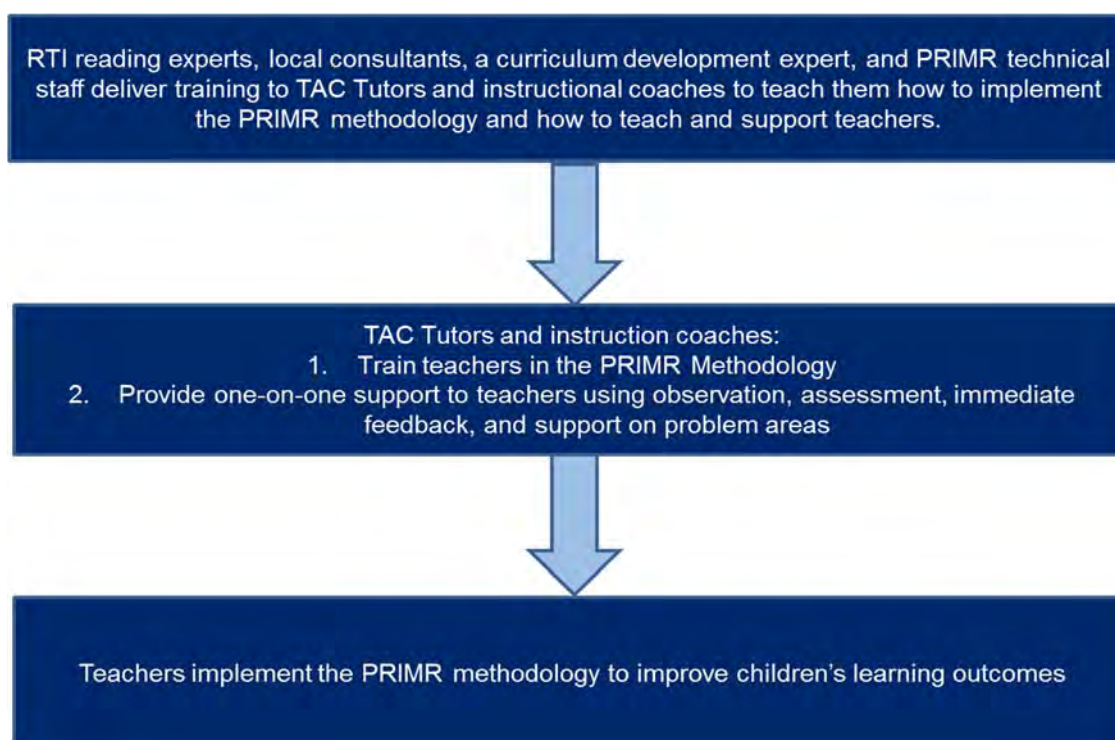 RTI reading experts, local consultants, a curriculum development expert, and PRIMR technical
staff deliver training to TAC Tutors and instructional coaches to teach them how to implement
the PRIMR methodology and how to teach and support teachers.
TAC Tutors and instruction coaches:
1. Train teachers in the PRIMR Methodology
2. Provide one-on-one support to teachers using observation, assessment, immediate
feedback, and support on problem areas
Teachers implement the PRIMR methodology to improve children’s learning outcomes